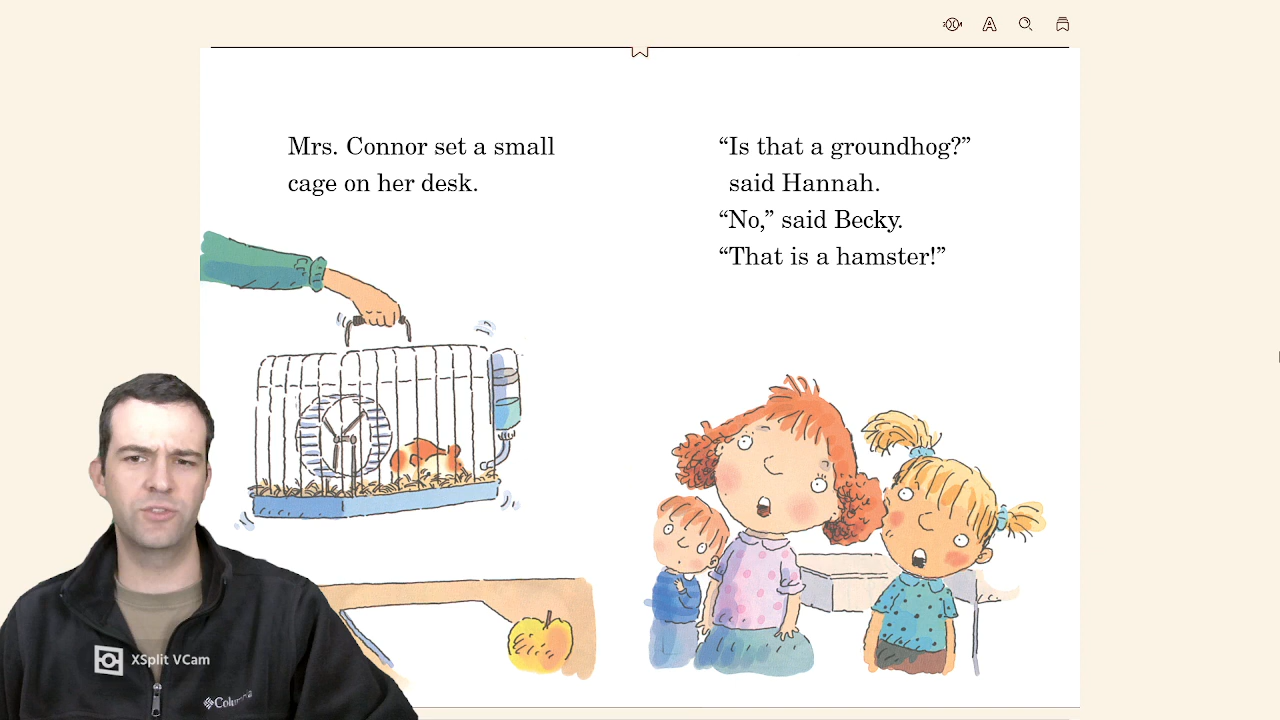 Mrs. Connor set a small
cage on her desk.
“Is that a groundhog?”
said Hannah.
“No,” said Becky.
“That is a hamster!”
XSplit VCam
Columbia